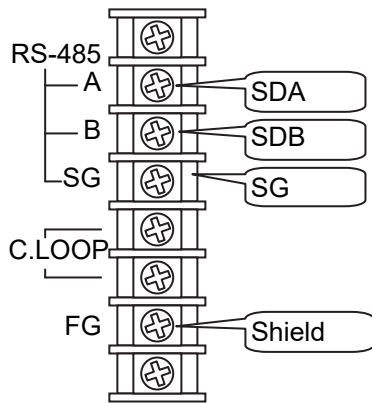 RS-485
A
SDA
B
SDB
SG
SG
C.LOOP
FG
Shield